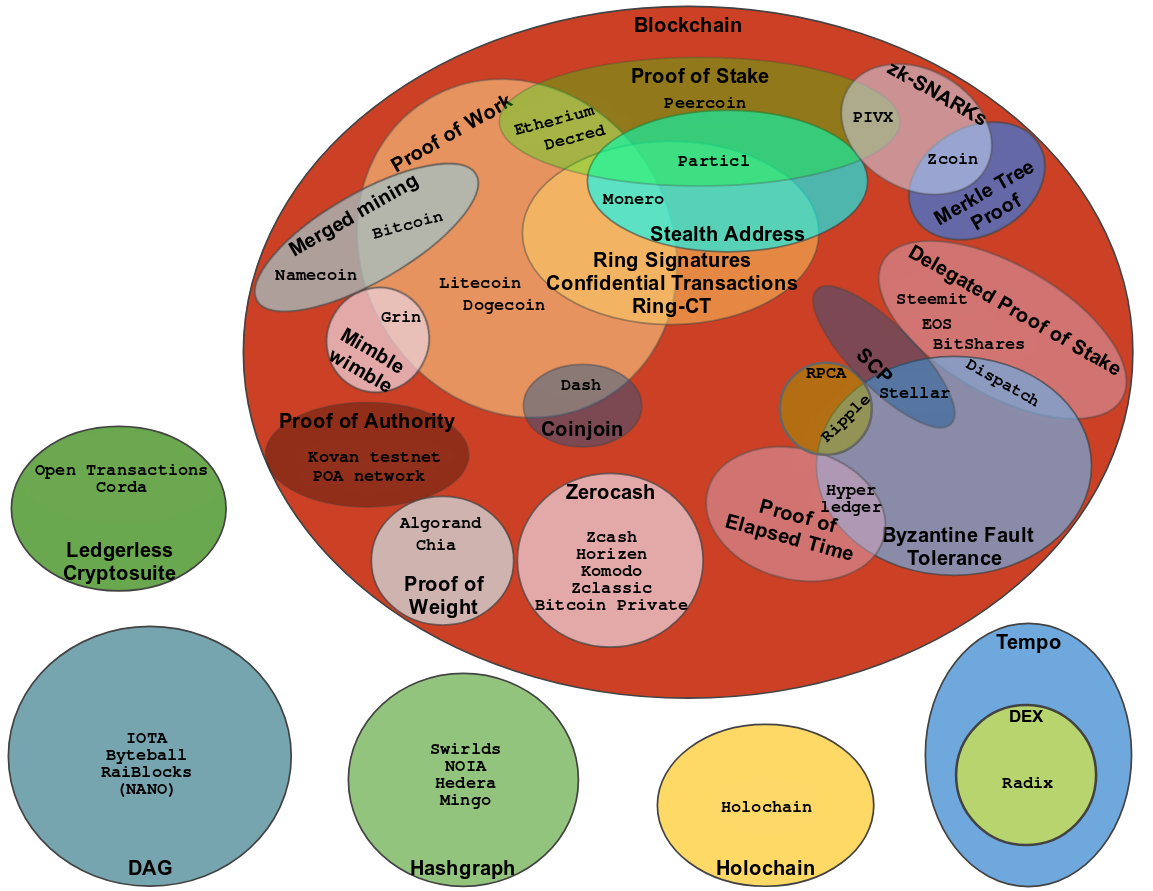 Blockchain
Proof of Stake
Peercoin
zk-SNARKs
PIVX
Zcoin
Merkle Tree
Proof
Proof of Work
Etherium
Decred
Particl
Monero
Stealth Address
Ring Signatures
Confidential Transactions
Ring-CT
Merged mining
Bitcoin
Namecoin
Litecoin
Dogecoin
Grin
Mimble
wimble
Dash
Coinjoin
Delegated Proof of Stake
Steemit
EOS
BitShares
Dispatch
SCP
Stellar
RPCA
Ripple
Hyper
ledger
Proof of
Elapsed Time
Byzantine Fault
Tolerance
Proof of Authority
Kovan testnet
POA network
Algorand
Chia
Proof of
Weight
Zerocash
Zcash
Horizen
Komodo
Zclassic
Bitcoin Private
Open Transactions
Corda
Ledgerless
Cryptosuite
IOTA
Byteball
RaiBlocks
(NANO)
DAG
Swirlds
NOIA
Hedera
Mingo
Hashgraph
Holochain
Holochain
Tempo
DEX
Radix